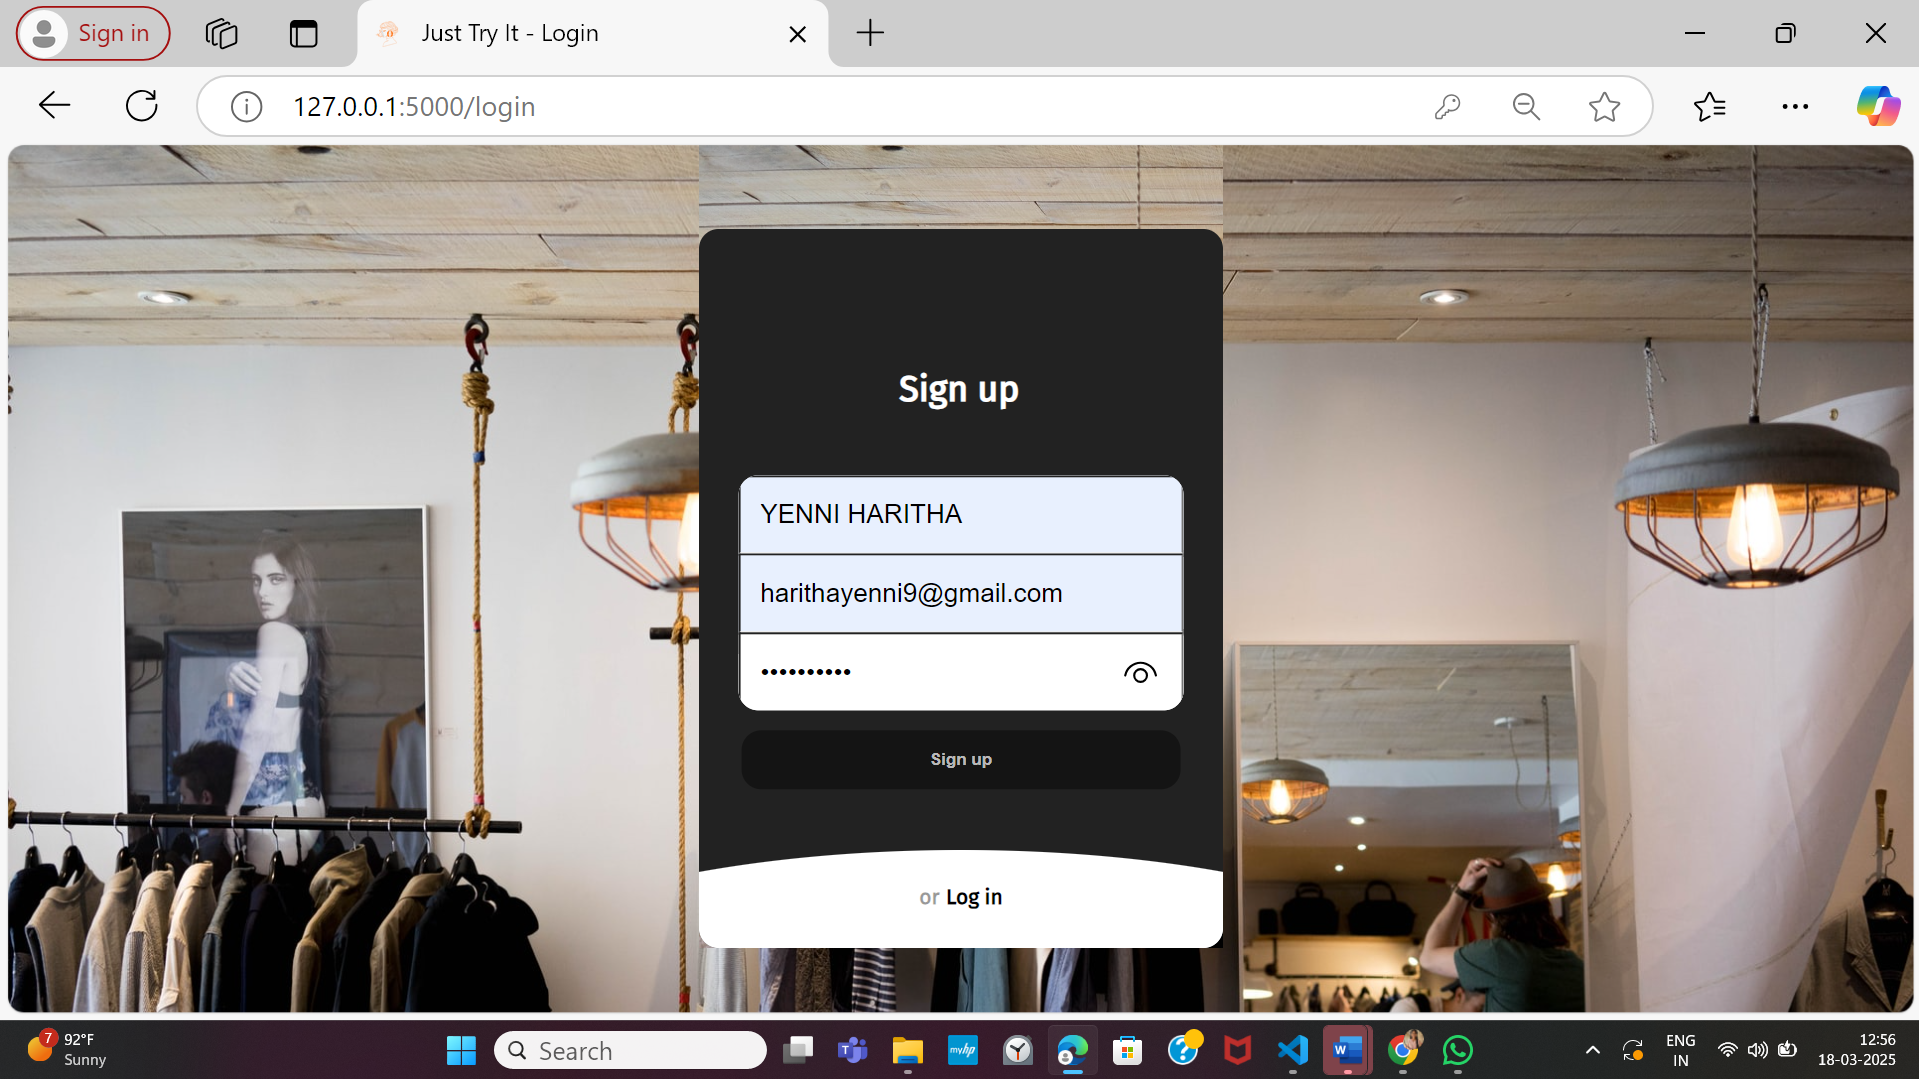 Sign in
Just Try It - Login
127.0.0.1:5000/login
Sign up
YENNI HARITHA
harithayenni9@gmail.com
••••••••••
Sign up
or Log in
7
92°F
Sunny
Search
T
myhp
?
W
ENG
IN
12:56
18-03-2025